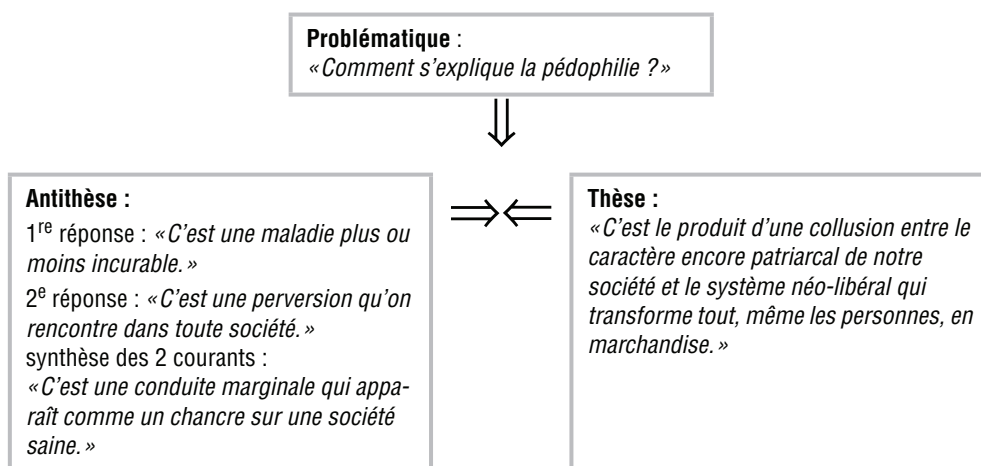 Problématique :
«Comment s'explique la pédophilie ?»
Antithèse :
1re réponse : «C'est une maladie plus ou
moins incurable.»
2e réponse : «C'est une perversion qu'on
rencontre dans toute société.»
synthèse des 2 courants :
«C'est une conduite marginale qui appa-
raît comme un chancre sur une société
saine.»
Thèse :
«C'est le produit d'une collusion entre le
caractère encore patriarcal de notre
société et le système néo-libéral qui
transforme tout, même les personnes, en
marchandise.»